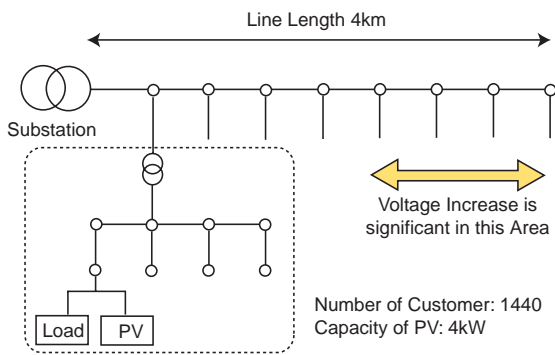 Line Length 4km
Substation
Voltage Increase is
significant in this Area
Load
PV
Number of Customer: 1440
Capacity of PV: 4kW